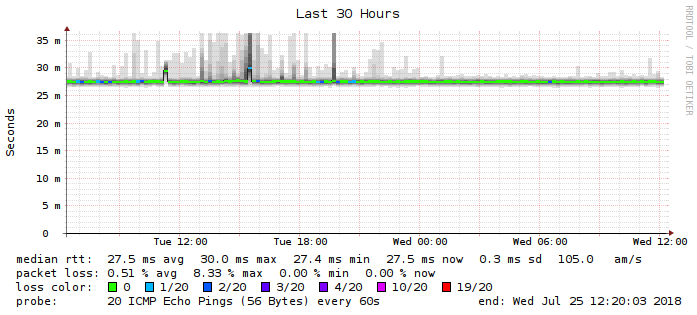 Last 30 Hours
RRDTOOL / TOBI OETIKER
Seconds
35 m
30 m
25 m
20 m
15 m
10 m
5 m
0
Tue 12:00 Tue 18:00 Wed 00:00 Wed 06:00 Wed 12:00
median rtt: 27.5 ms avg 30.0 ms max 27.4 ms min 27.5 ms now 0.3 ms sd 105.0 am/s
packet loss: 0.51 % avg 8.33 % max 0.00 % min 0.00 % now
loss color: 0 1/20 2/20 3/20 4/20 10/20 19/20
probe: 20 ICMP Echo Pings (56 Bytes) every 60s end: Wed Jul 25 12:20:03 2018